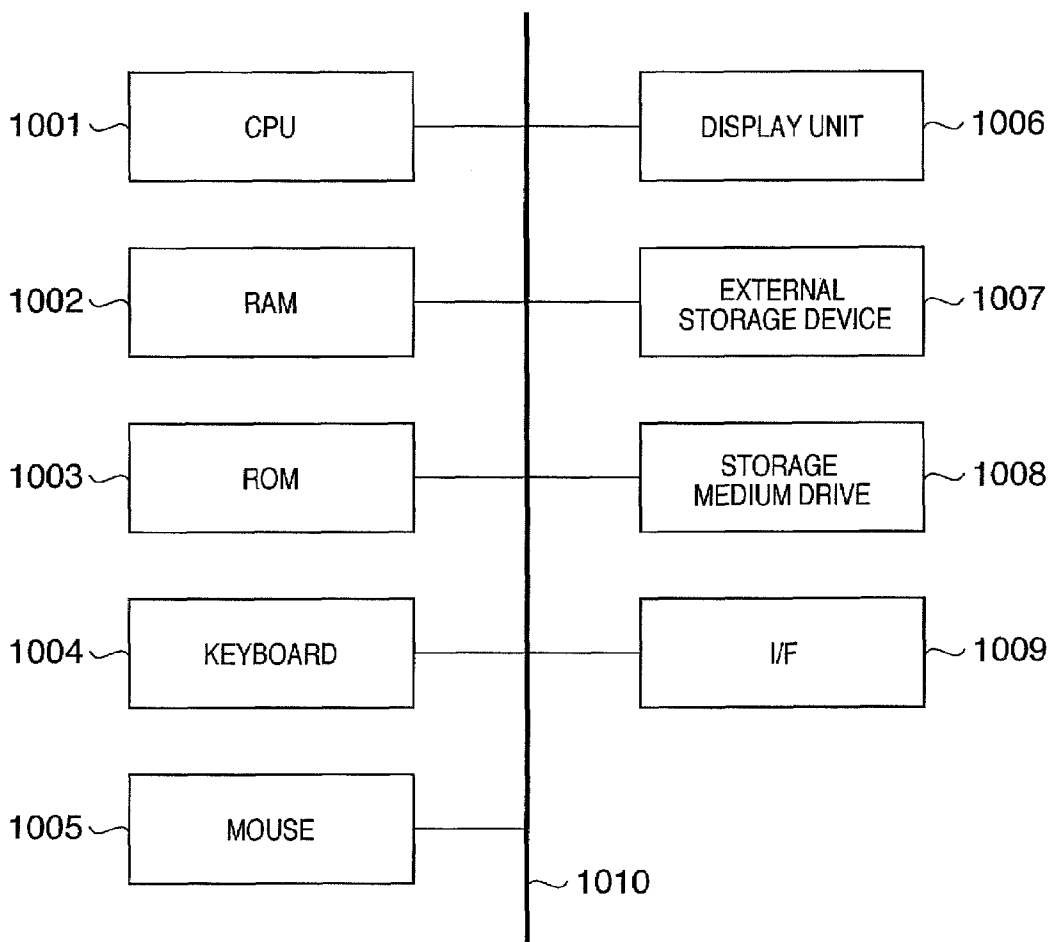 1001 CPU
DISPLAY UNIT 1006
1002 RAM
EXTERNAL
STORAGE DEVICE 1007
1003 ROM
STORAGE
MEDIUM DRIVE 1008
1004 KEYBOARD
I/F 1009
1005 MOUSE
1010